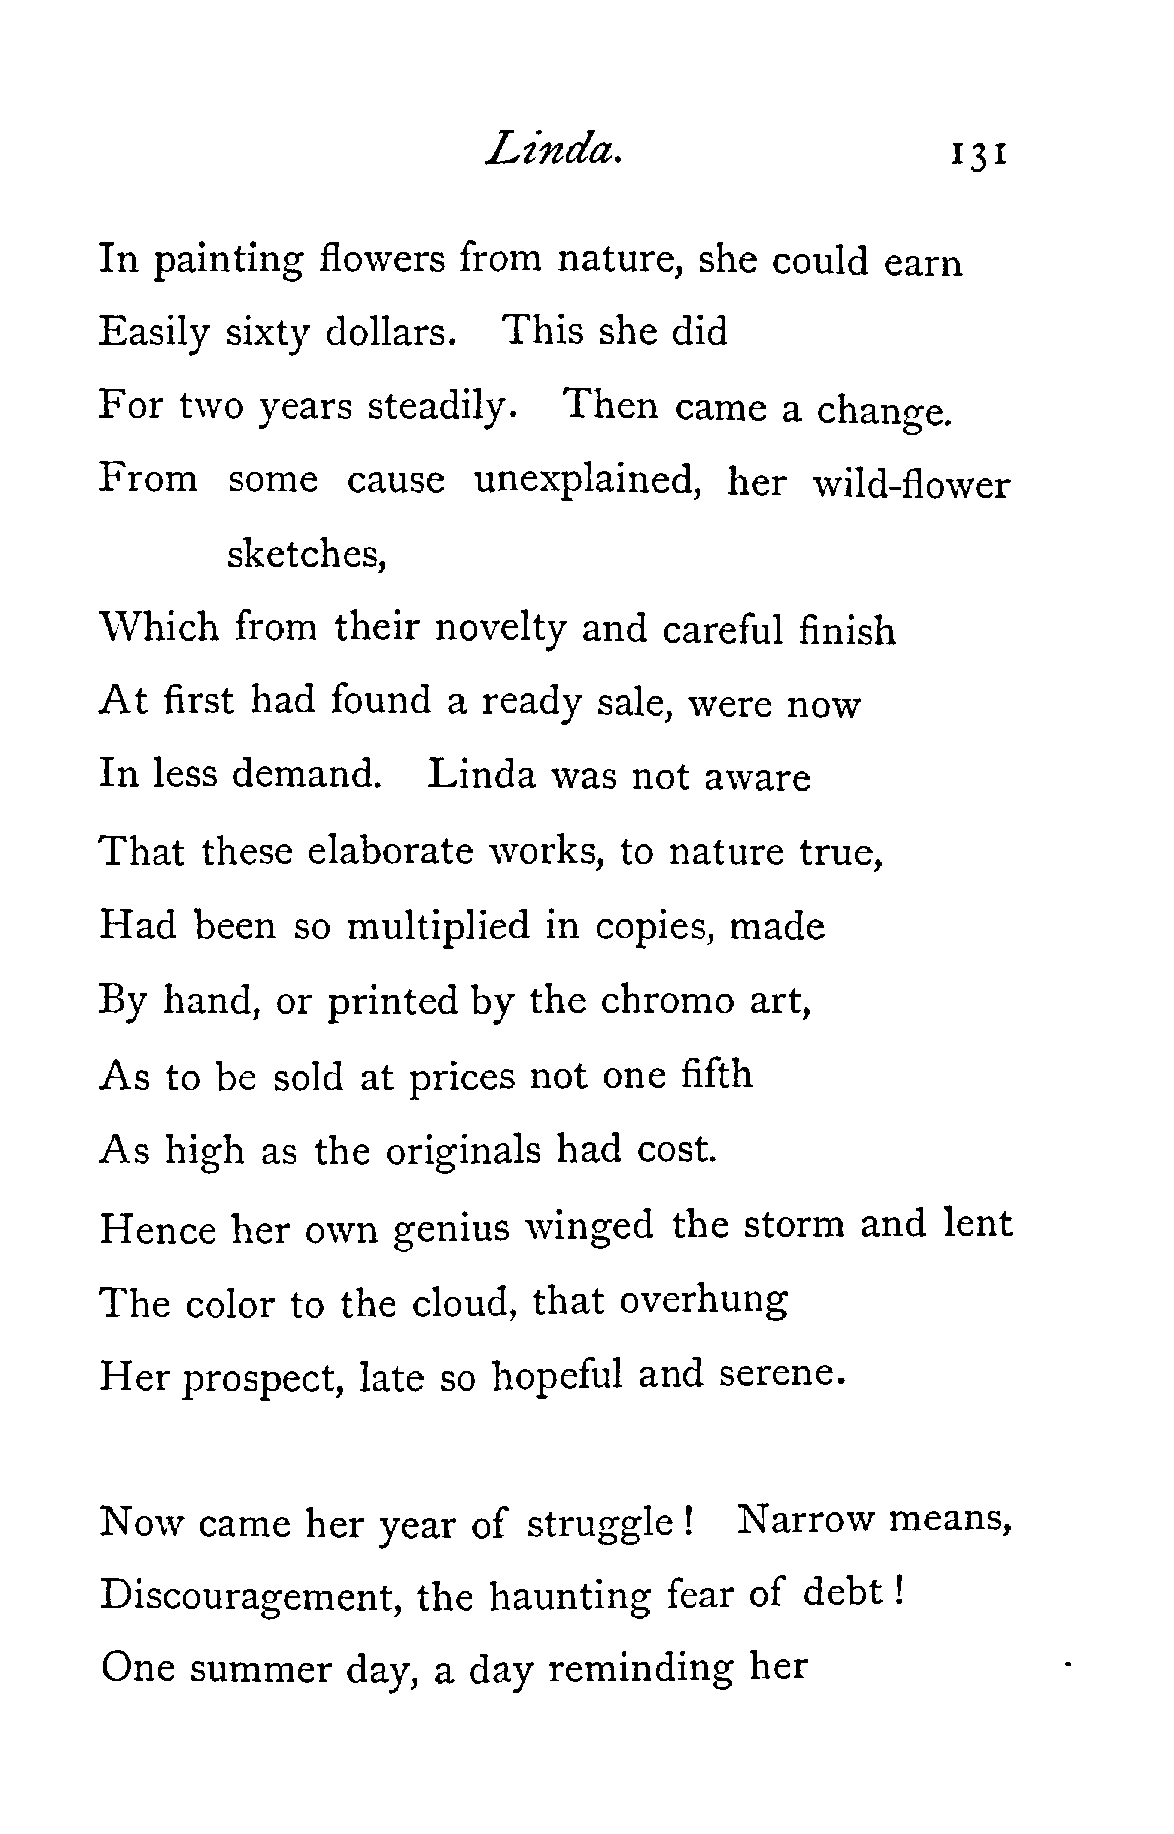 Linda. 131
In painting flowers from nature, she could earn
Easily sixty dollars. This she did
For two years steadily. Then came a change.
From some cause unexplained, her wild-flower
sketches,
Which from their novelty and careful finish
At first had found a ready sale, were now
In less demand. Linda was not aware
That these elaborate works, to nature true,
Had been so multiplied in copies, made
By hand, or printed by the chromo art,
As to be sold at prices not one fifth
As high as the originals had cost.
Hence her own genius winged the storm and lent
The color to the cloud, that overhung
Her prospect, late so hopeful and serene.
Now came her year of struggle! Narrow means,
Discouragement, the haunting fear of debt!
One summer day, a day reminding her